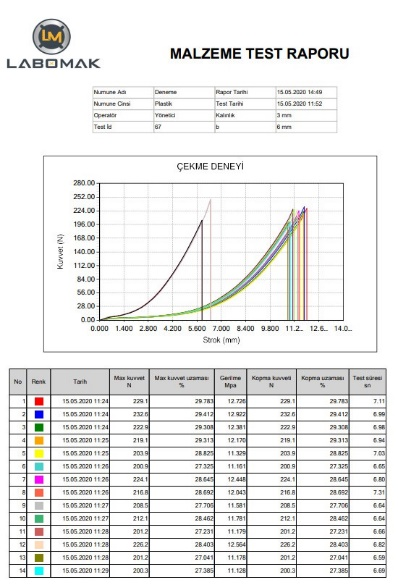 LM
LABOMAK
MALZEME TEST RAPORU
Numune Adı Deneme Rapor Tarihi 15.05.2020 14:49
Numune Cinsi Plastik Test Tarihi 15.05.2020 11:52
Operatör Yönetici Kalınlık 3 mm
Test İd 67 b 6 mm
ÇEKME DENEYİ
Kuvvet (N)
280.00
252.00
224.00
196.00
168.00
140.00
112.00
84.00
56.00
28.00
0.00
0.000 1.400 2.800 4.200 5.600 7.000 8.400 9.800 11.2... 12.6... 14.0...
Strok (mm)
No Renk Tarih Max kuvvet N Max kuvvet uzaması % Gerilme Mpa Kopma kuvveti N Kopma uzaması % Test süresi sn
1 15.05.2020 11:24 229.1 29.783 12.726 229.1 29.783 7.11
2 15.05.2020 11:24 232.6 29.412 12.922 232.6 29.412 6.99
3 15.05.2020 11:24 222.9 29.308 12.381 222.9 29.308 6.98
4 15.05.2020 11:25 219.1 29.313 12.170 219.1 29.313 6.94
5 15.05.2020 11:25 203.9 28.825 11.329 203.9 28.825 7.03
6 15.05.2020 11:26 200.9 27.325 11.161 200.9 27.325 6.65
7 15.05.2020 11:26 224.1 28.645 12.448 224.1 28.645 6.80
8 15.05.2020 11:26 216.8 28.692 12.043 216.8 28.692 7.31
9 15.05.2020 11:27 208.5 27.706 11.581 208.5 27.706 6.64
10 15.05.2020 11:27 212.1 28.462 11.781 212.1 28.462 6.64
11 15.05.2020 11:28 201.2 27.231 11.179 201.2 27.231 6.66
12 15.05.2020 11:28 226.2 28.403 12.564 226.2 28.403 6.82
13 15.05.2020 11:28 201.2 27.041 11.178 201.2 27.041 6.59
14 15.05.2020 11:29 200.3 27.385 11.128 200.3 27.385 6.69